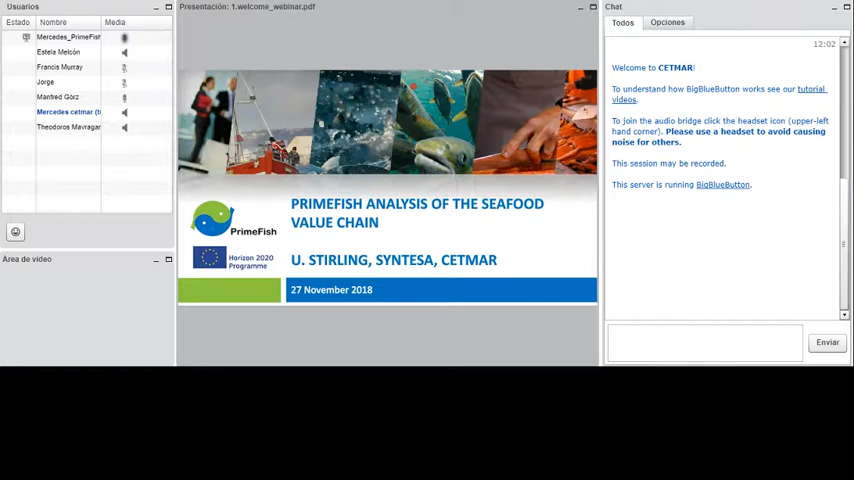 Usuarios
Estado Nombre Media
Mercedes_PrimeFish
Estela Melcón
Francis Murray
Jorge
Manfred Görz
Mercedes cetmar (t
Theodoros Mavragar
Área de video
Presentación: 1.welcome_webinar.pdf
PrimeFish
Horizon 2020
Programme
PRIMEFISH ANALYSIS OF THE SEAFOOD
VALUE CHAIN
U. STIRLING, SYNTESA, CETMAR
27 November 2018
Chat
Todos Opciones
12:02
Welcome to CETMAR!
To understand how BigBlueButton works see our tutorial
videos.
To join the audio bridge click the headset icon (upper-left
hand corner). Please use a headset to avoid causing
noise for others.
This session may be recorded.
This server is running BigBlueButton.
Enviar